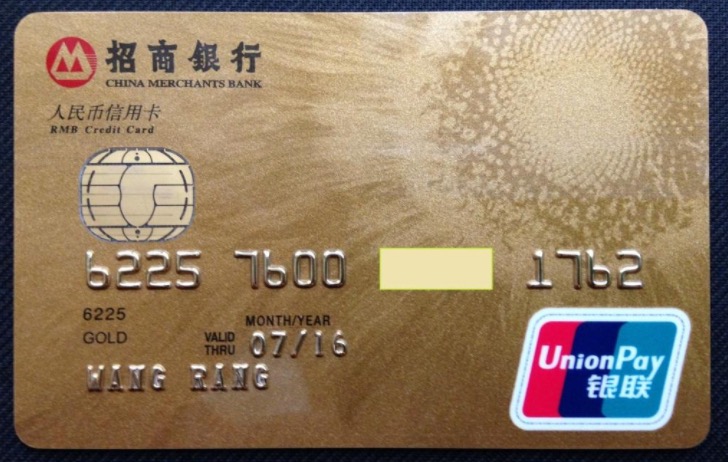 招商银行
CHINA MERCHANTS BANK
人民币信用卡
RMB Credit Card
6225 7600 1762
6225
MONTH/YEAR
GOLD
VALID THRU 07/16
WANG RANG
UnionPay
银联